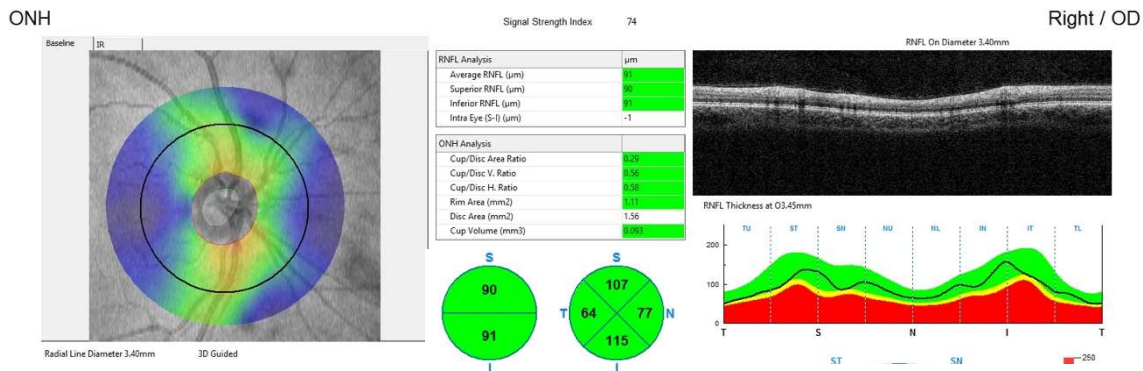 ONH
Signal Strength Index 74
Right / OD
Baseline
IR
Radial Line Diameter 3.40mm 3D Guided
RNFL Analysis µm
Average RNFL (µm) 91
Superior RNFL (µm) 90
Inferior RNFL (µm) 91
Intra Eye (S-I) (µm) -1
ONH Analysis
Cup/Disc Area Ratio 0.29
Cup/Disc V. Ratio 0.56
Cup/Disc H. Ratio 0.58
Rim Area (mm2) 1.11
Disc Area (mm2) 1.56
Cup Volume (mm3) 0.093
S
90
91
I
S
107
T 64 77 N
115
I
RNFL On Diameter 3.40mm
RNFL Thickness at O3.45mm
TU ST SN NU NL IN IT TL
200
100
0
T S N I T
ST SN
250